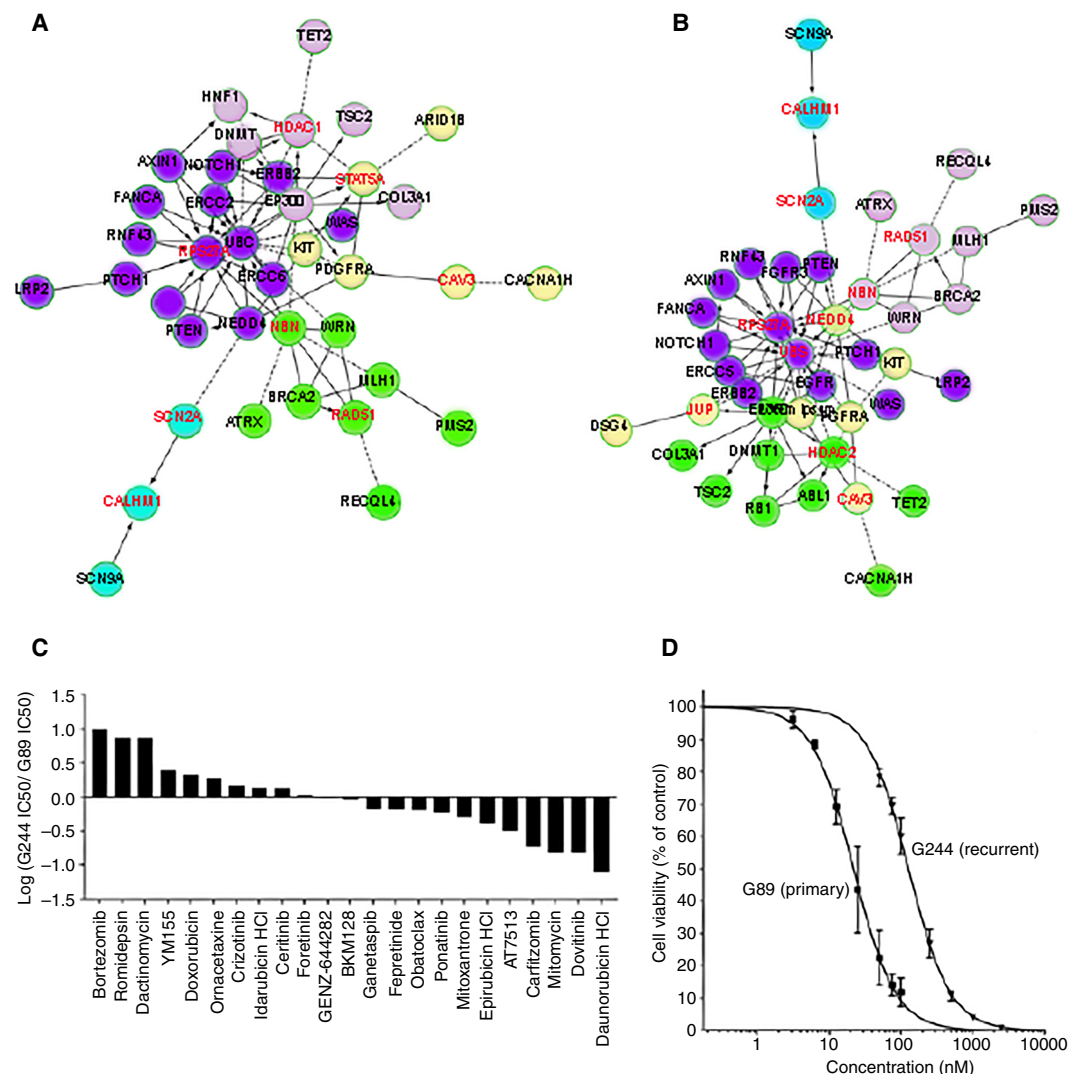 A
TET2
HNF1
DNMT
HDAC1
TSC2
ARID1B
AXIN1
NOTCH1
ERBB2
STAT5A
FANCA
ERCC2
EP300
COL3A1
RNF43
RPS27A
UBC
WAS
KIT
LRP2
PTCH1
ERCC6
PDGFRA
CAV3
CACNA1H
PTEN
NEDD4
NBN
WRN
MLH1
BRCA2
SCN2A
ATRX
RAD51
PMS2
CALHM1
RECQL4
SCN9A
B
SCN9A
CALHM1
RECQL4
SCN2A
ATRX
PMS2
RAD51
MLH1
RNF43
FGFR3
PTEN
AXIN1
NBN
BRCA2
FANCA
RPS27A
NEDD4
WRN
NOTCH1
UBC
PTCH1
KIT
ERCC5
EGFR
LRP2
ERBB2
WAS
JUP
DSG4
COL3A1
DNMT1
HDAC2
TSC2
RB1
ABL1
CAV3
TET2
CACNA1H
C
Log (G244 IC50/ G89 IC50)
1.5
1.0
0.5
0.0
−0.5
−1.0
−1.5
Bortezomib
Romidepsin
Dactinomycin
YM155
Doxorubicin
Ornacetaxine
Crizotinib
Idarubicin HCl
Ceritinib
Foretinib
GENZ-644282
BKM128
Ganetaspib
Fepretinide
Obatoclax
Ponatinib
Mitoxantrone
Epirubicin HCl
AT7513
Carfitzomib
Mitomycin
Dovitinib
Daunorubicin HCl
D
Cell viability (% of control)
100
90
80
70
60
50
40
30
20
10
0
G244 (recurrent)
G89 (primary)
1 10 100 1000 10000
Concentration (nM)